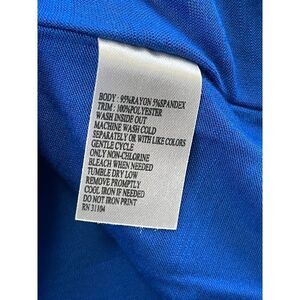 BODY : 95%RAYON 5%SPANDEX
TRIM : 100%POLYESTER
WASH INSIDE OUT
MACHINE WASH COLD
SEPARATELY OR WITH LIKE COLORS
GENTLE CYCLE
ONLY NON-CHLORINE
BLEACH WHEN NEEDED
TUMBLE DRY LOW
REMOVE PROMPTLY
COOL IRON IF NEEDED
DO NOT IRON PRINT
RN 31104